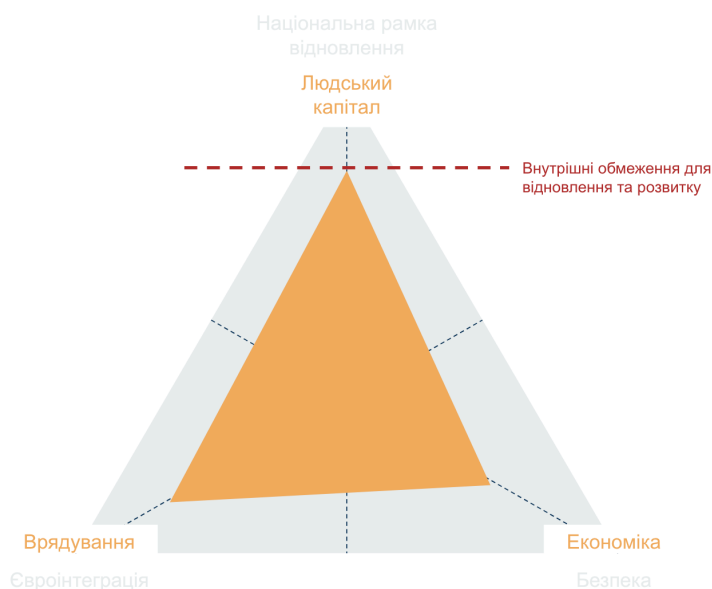 Національна рамка
відновлення
Людський
капітал
Внутрішні обмеження для
відновлення та розвитку
Врядування
Економіка
Євроінтеграція
Безпека